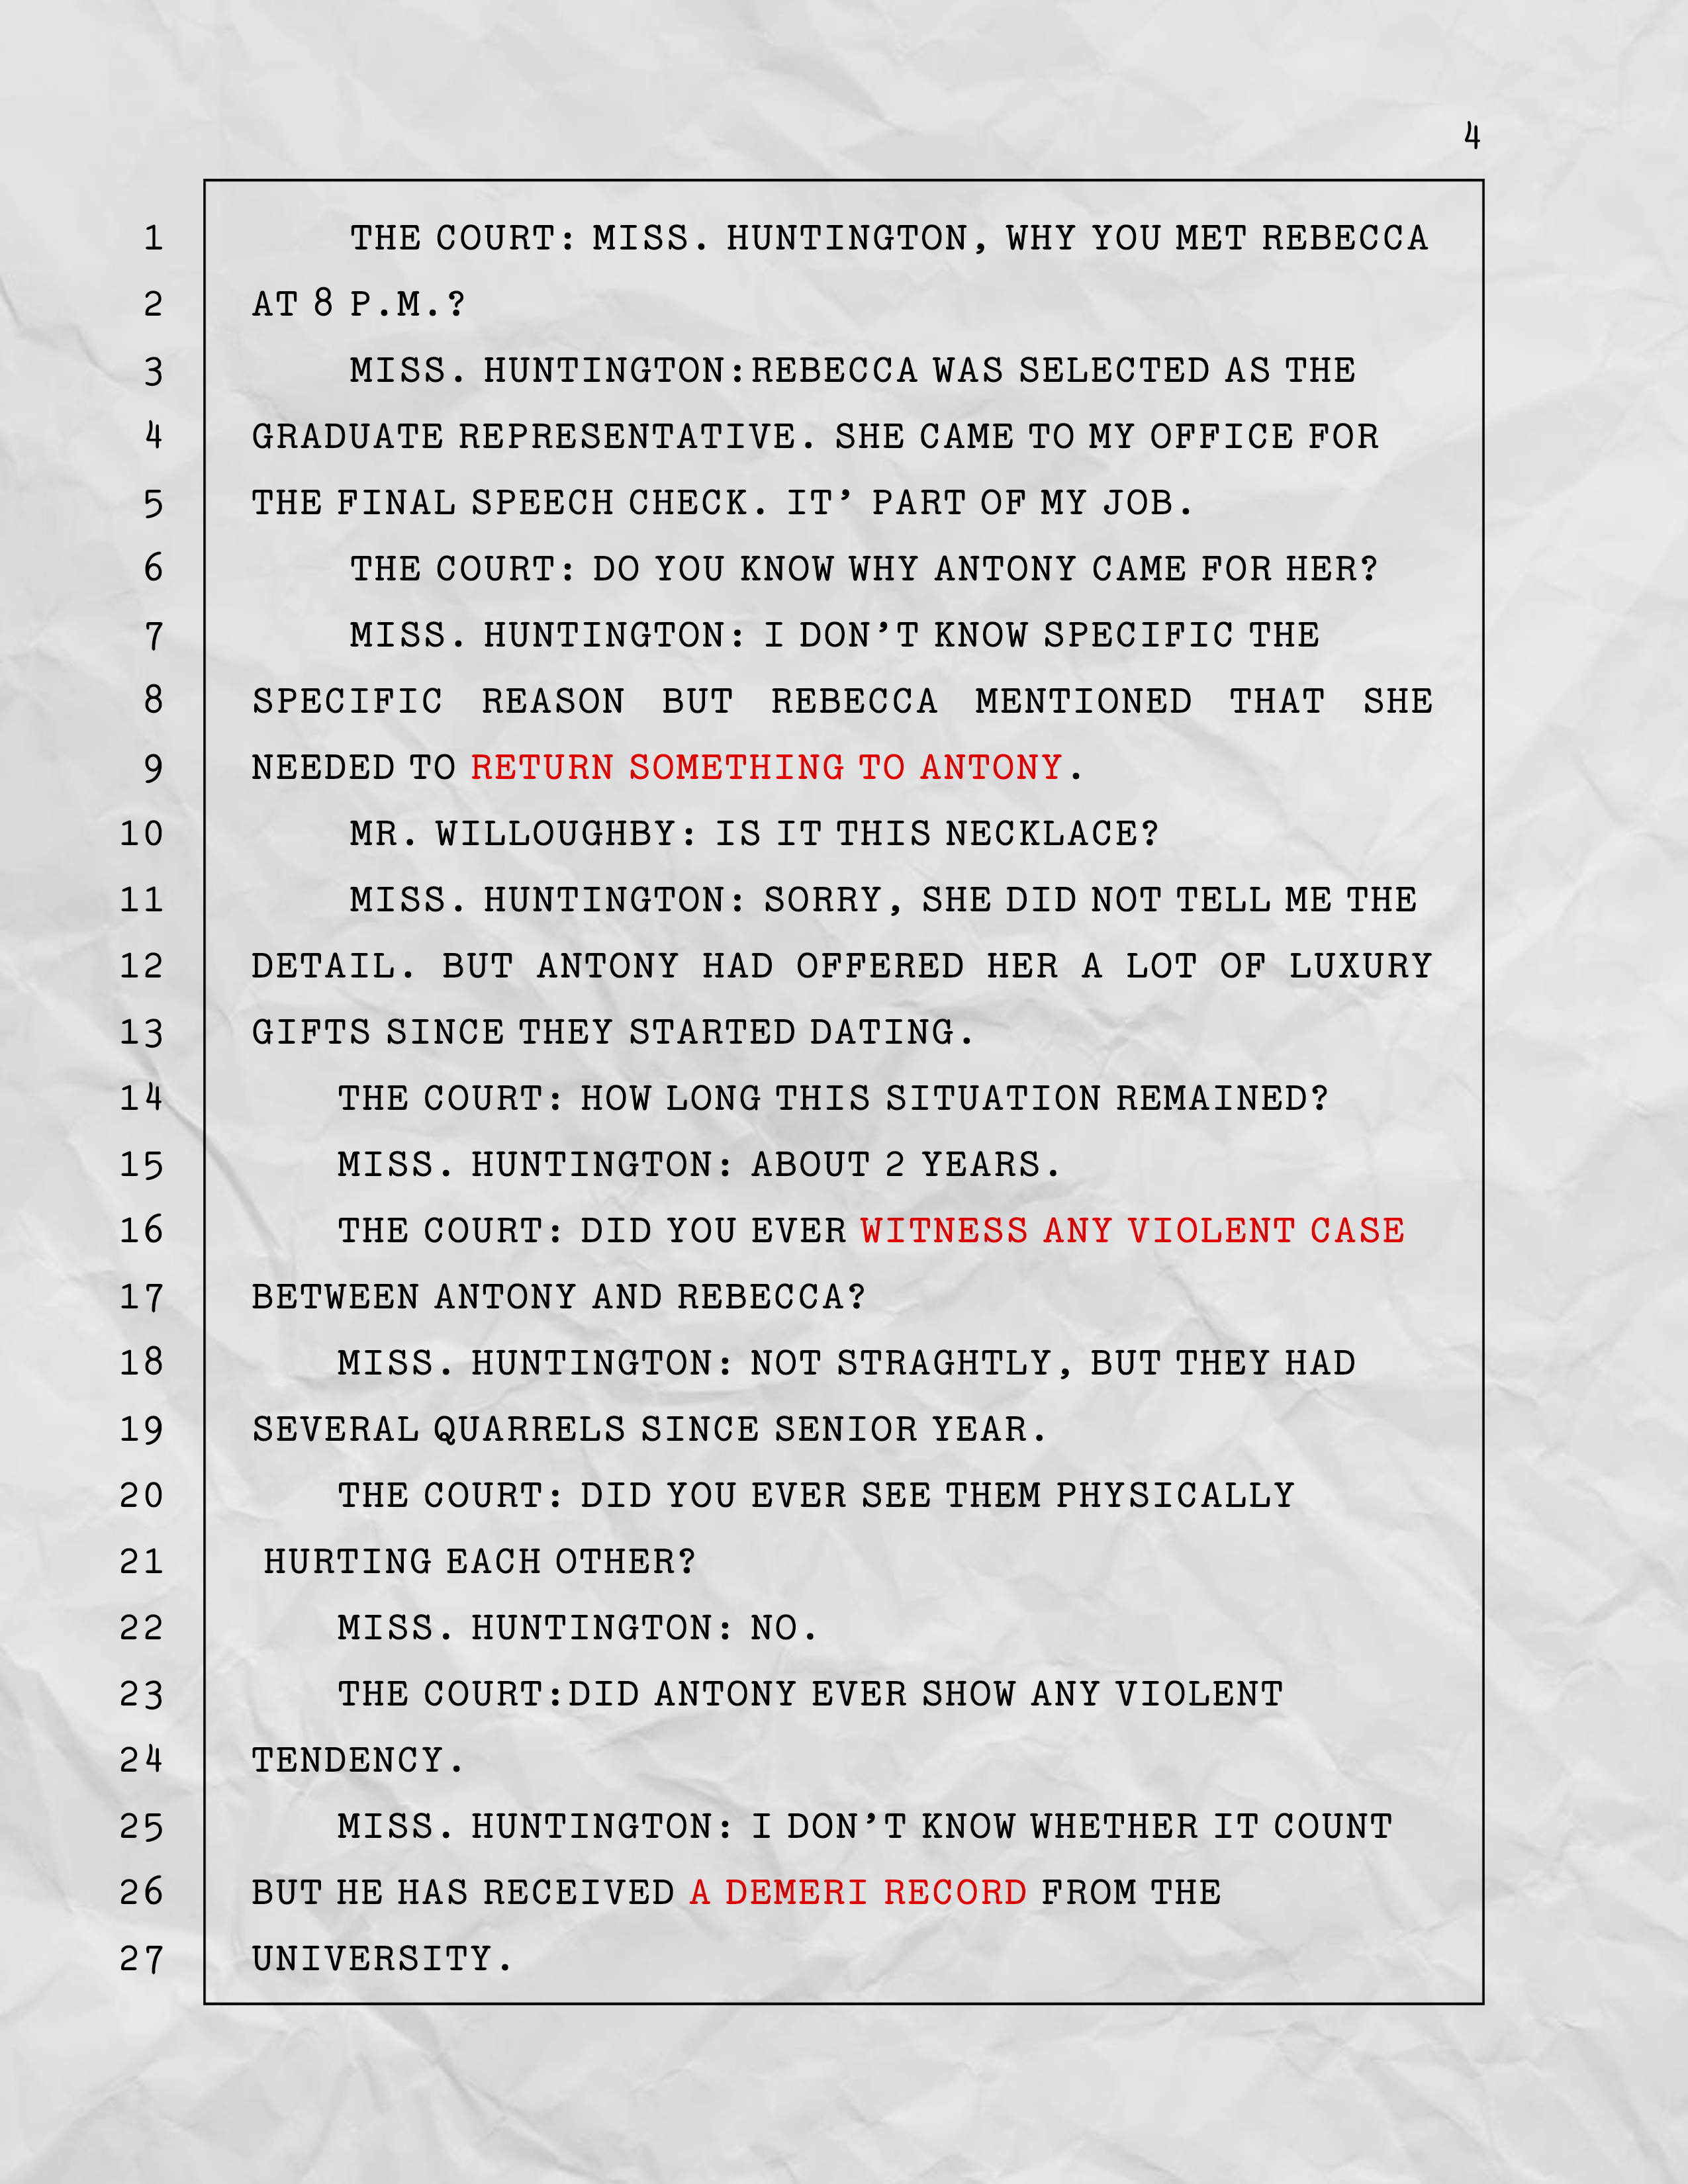 4
1 THE COURT: MISS. HUNTINGTON, WHY YOU MET REBECCA
2 AT 8 P.M.?
3 MISS. HUNTINGTON:REBECCA WAS SELECTED AS THE
4 GRADUATE REPRESENTATIVE. SHE CAME TO MY OFFICE FOR
5 THE FINAL SPEECH CHECK. IT’ PART OF MY JOB.
6 THE COURT: DO YOU KNOW WHY ANTONY CAME FOR HER?
7 MISS. HUNTINGTON: I DON’T KNOW SPECIFIC THE
8 SPECIFIC REASON BUT REBECCA MENTIONED THAT SHE
9 NEEDED TO RETURN SOMETHING TO ANTONY.
10 MR. WILLOUGHBY: IS IT THIS NECKLACE?
11 MISS. HUNTINGTON: SORRY, SHE DID NOT TELL ME THE
12 DETAIL. BUT ANTONY HAD OFFERED HER A LOT OF LUXURY
13 GIFTS SINCE THEY STARTED DATING.
14 THE COURT: HOW LONG THIS SITUATION REMAINED?
15 MISS. HUNTINGTON: ABOUT 2 YEARS.
16 THE COURT: DID YOU EVER WITNESS ANY VIOLENT CASE
17 BETWEEN ANTONY AND REBECCA?
18 MISS. HUNTINGTON: NOT STRAGHTLY, BUT THEY HAD
19 SEVERAL QUARRELS SINCE SENIOR YEAR.
20 THE COURT: DID YOU EVER SEE THEM PHYSICALLY
21 HURTING EACH OTHER?
22 MISS. HUNTINGTON: NO.
23 THE COURT:DID ANTONY EVER SHOW ANY VIOLENT
24 TENDENCY.
25 MISS. HUNTINGTON: I DON’T KNOW WHETHER IT COUNT
26 BUT HE HAS RECEIVED A DEMERI RECORD FROM THE
27 UNIVERSITY.